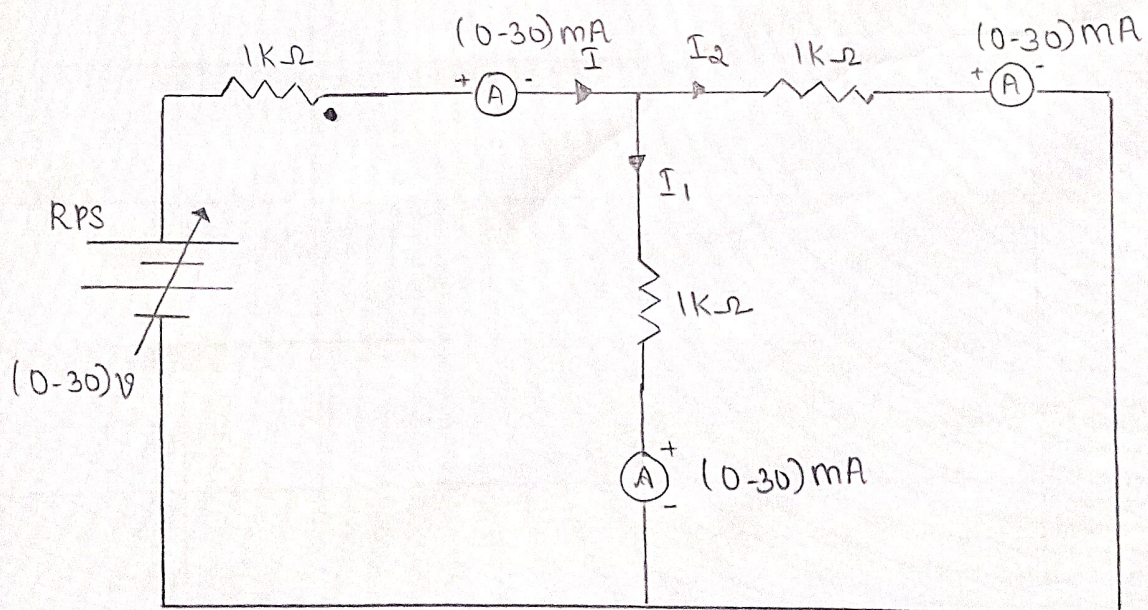 (0-30)mA
(0-30)mA
1KΩ
+ A - I
I2
1KΩ
+ A -
I1
RPS
1KΩ
(0-30)v
+
A (0-30)mA
-